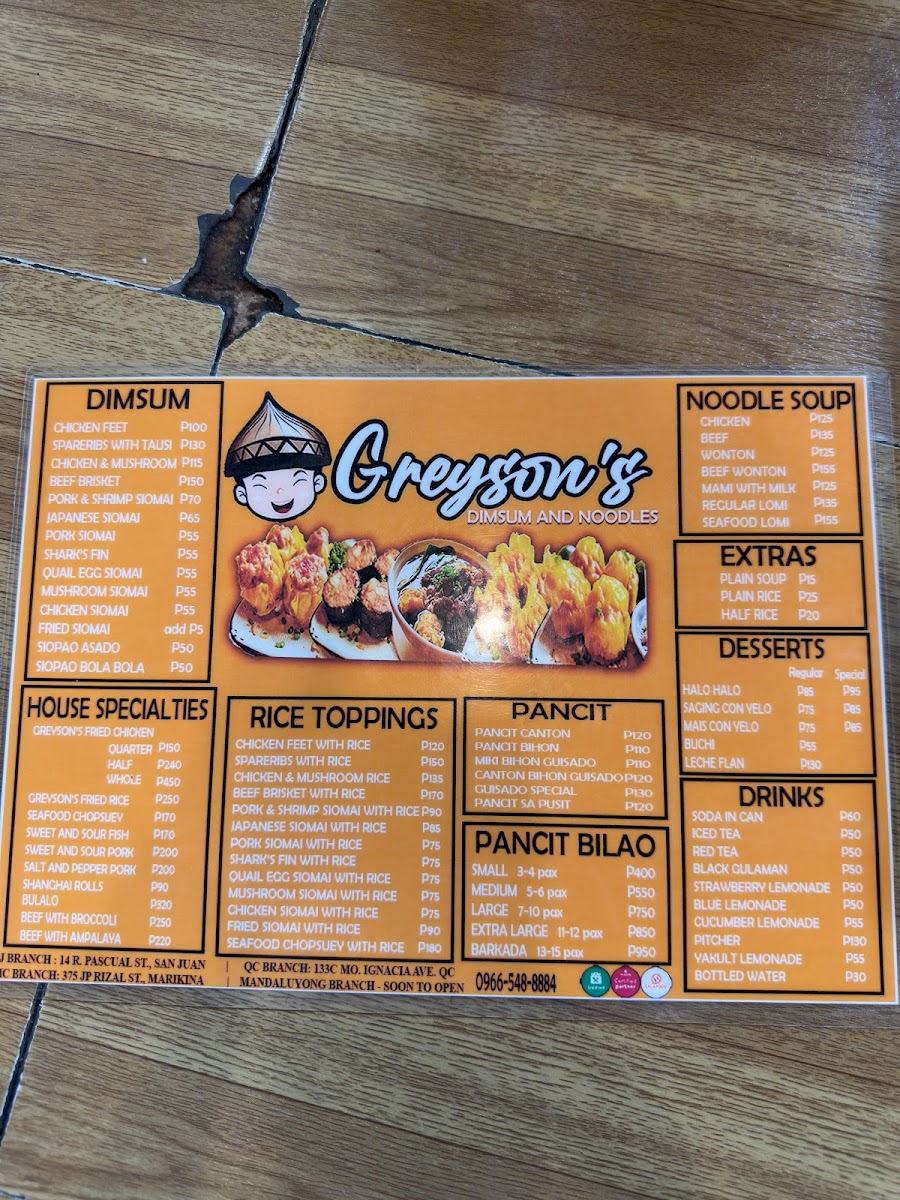 DIMSUM
CHICKEN FEET P100
SPARERIBS WITH TAUSI P130
CHICKEN & MUSHROOM P115
BEEF BRISKET P150
PORK & SHRIMP SIOMAI P70
JAPANESE SIOMAI P65
PORK SIOMAI P55
SHARK'S FIN P55
QUAIL EGG SIOMAI P55
MUSHROOM SIOMAI P55
CHICKEN SIOMAI P55
FRIED SIOMAI add P5
SIOPAO ASADO P50
SIOPAO BOLA BOLA P50
Greyson's
DIMSUM AND NOODLES
NOODLE SOUP
CHICKEN P125
BEEF P135
WONTON P125
BEEF WONTON P155
MAMI WITH MILK P125
REGULAR LOMI P135
SEAFOOD LOMI P155
EXTRAS
PLAIN SOUP P15
PLAIN RICE P25
HALF RICE P20
DESSERTS
Regular Special
HALO HALO P85 P95
SAGING CON YELO P75 P85
MAIS CON YELO P75 P85
BUCHI P55
LECHE FLAN P130
HOUSE SPECIALTIES
GREYSON'S FRIED CHICKEN
QUARTER P150
HALF P240
WHOLE P450
GREYSON'S FRIED RICE P250
SEAFOOD CHOPSUEY P170
SWEET AND SOUR FISH P170
SWEET AND SOUR PORK P200
SALT AND PEPPER PORK P200
SHANGHAI ROLLS P90
BULALO P320
BEEF WITH BROCCOLI P250
BEEF WITH AMPALAYA P220
RICE TOPPINGS
CHICKEN FEET WITH RICE P120
SPARERIBS WITH RICE P150
CHICKEN & MUSHROOM RICE P135
BEEF BRISKET WITH RICE P170
PORK & SHRIMP SIOMAI WITH RICE P90
JAPANESE SIOMAI WITH RICE P85
PORK SIOMAI WITH RICE P75
SHARK'S FIN WITH RICE P75
QUAIL EGG SIOMAI WITH RICE P75
MUSHROOM SIOMAI WITH RICE P75
CHICKEN SIOMAI WITH RICE P75
FRIED SIOMAI WITH RICE P90
SEAFOOD CHOPSUEY WITH RICE P180
PANCIT
PANCIT CANTON P120
PANCIT BIHON P110
MIKI BIHON GUISADO P110
CANTON BIHON GUISADO P120
GUISADO SPECIAL P130
PANCIT SA PUSIT P120
PANCIT BILAO
SMALL 3-4 pax P400
MEDIUM 5-6 pax P550
LARGE 7-10 pax P750
EXTRA LARGE 11-12 pax P850
BARKADA 13-15 pax P950
DRINKS
SODA IN CAN P60
ICED TEA P50
RED TEA P50
BLACK GULAMAN P50
STRAWBERRY LEMONADE P50
BLUE LEMONADE P50
CUCUMBER LEMONADE P55
PITCHER P130
YAKULT LEMONADE P55
BOTTLED WATER P30
J BRANCH : 14 R. PASCUAL ST., SAN JUAN | QC BRANCH: 133C MO. IGNACIA AVE. QC
MC BRANCH: 375 JP RIZAL ST., MARIKINA | MANDALUYONG BRANCH - SOON TO OPEN 0966-548-8884